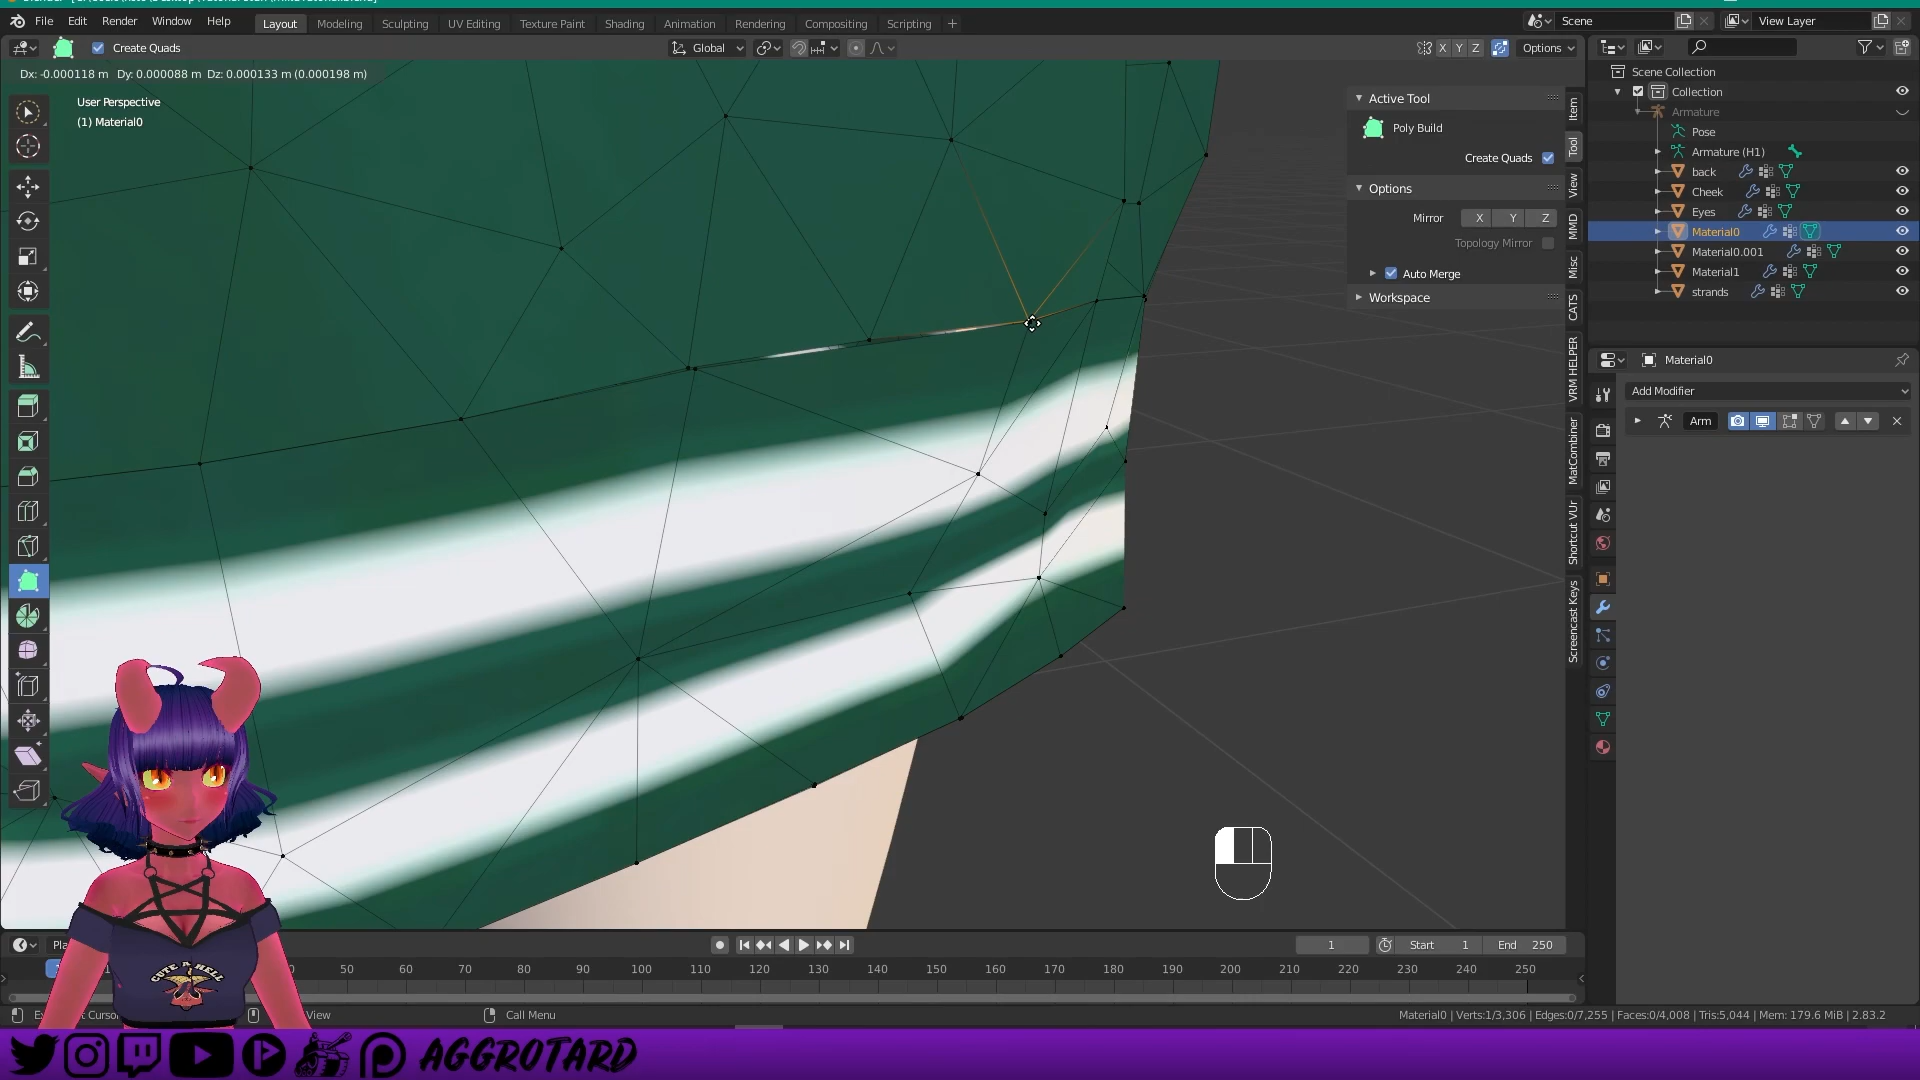 File Edit Render Window Help
Layout Modeling Sculpting UV Editing Texture Paint Shading Animation Rendering Compositing Scripting +
Scene View Layer
Create Quads Global X Y Z Options
Dx: -0.000118 m Dy: 0.000088 m Dz: 0.000133 m (0.000198 m)
User Perspective
(1) Material0
Active Tool
Poly Build
Create Quads
Options
Mirror X Y Z
Topology Mirror
Auto Merge
Workspace
Item
Tool
View
MMD
Misc
CATS
VRM HELPER
MatCombiner
Shortcut VUr
Screencast Keys
Scene Collection
Collection
Armature
Pose
Armature (H1)
back
Cheek
Eyes
Material0
Material0.001
Material1
strands
Material0
Add Modifier
Arm
CUTE AS HELL
1 Start 1 End 250
50 60 70 80 90 100 110 120 130 140 150 160 170 180 190 200 210 220 230 240 250
View Call Menu
Material0 | Verts:1/3,306 | Edges:0/7,255 | Faces:0/4,008 | Tris:5,044 | Mem: 179.6 MiB | 2.83.2
AGGROTARD